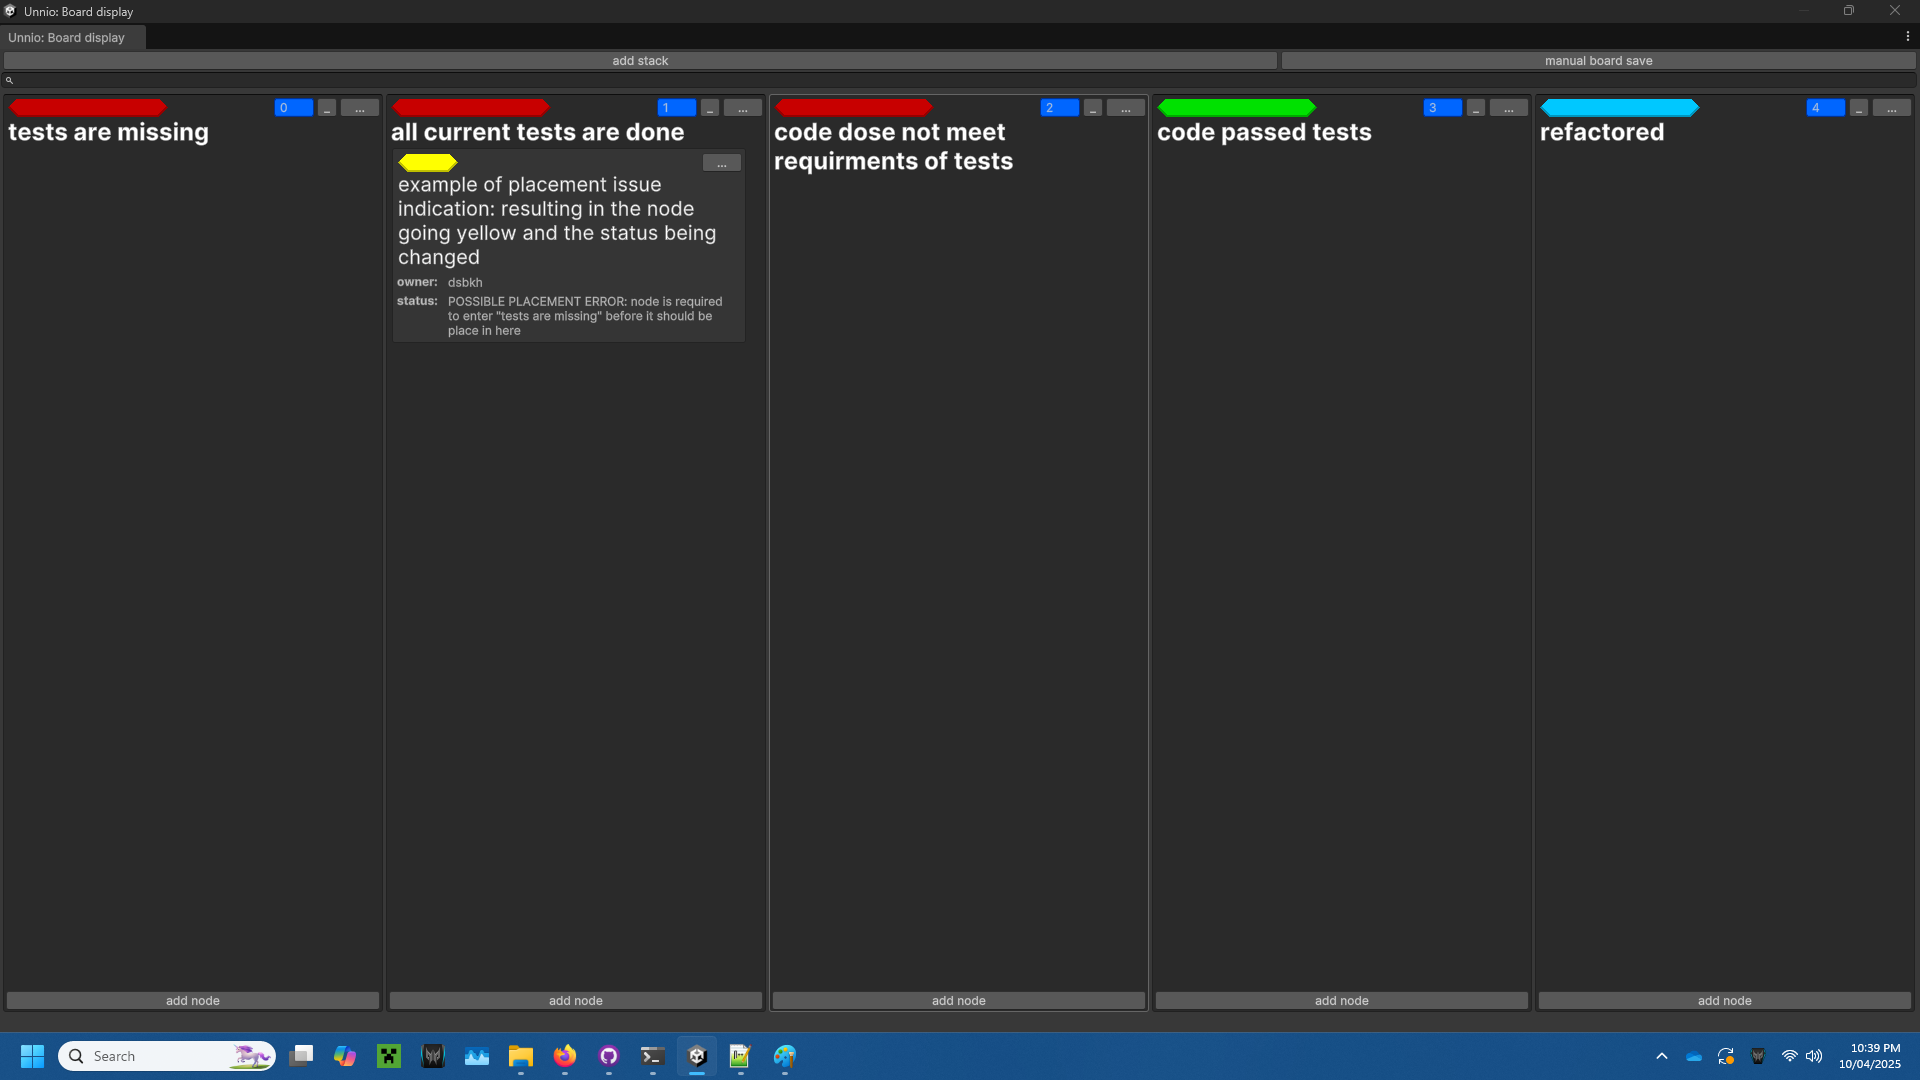 Unnio: Board display
Unnio: Board display
add stack
manual board save
0
_
...
tests are missing
1
_
...
all current tests are done
...
example of placement issue
indication: resulting in the node
going yellow and the status being
changed
owner: dsbkh
status: POSSIBLE PLACEMENT ERROR: node is required
to enter "tests are missing" before it should be
place in here
2
_
...
code dose not meet
requirments of tests
3
_
...
code passed tests
4
_
...
refactored
add node
add node
add node
add node
add node
Search
10:39 PM
10/04/2025